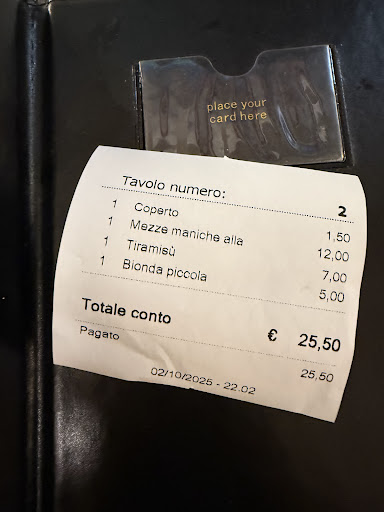 place your
card here
Tavolo numero: 2
1 Coperto 1,50
1 Mezze maniche alla 12,00
1 Tiramisù 7,00
1 Bionda piccola 5,00
Totale conto € 25,50
Pagato 25,50
02/10/2025 - 22.02